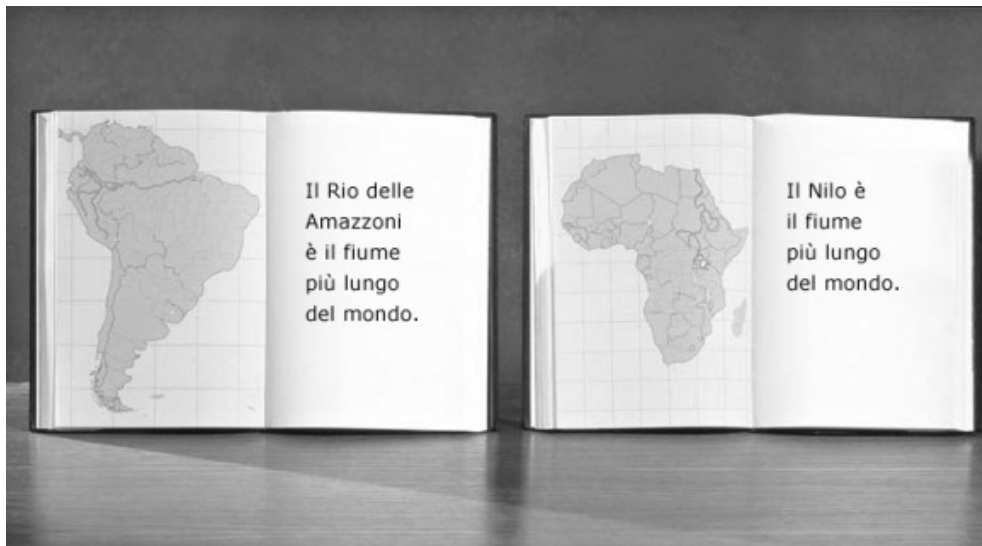 Il Rio delle
Amazzoni
è il fiume
più lungo
del mondo.
Il Nilo è
il fiume
più lungo
del mondo.